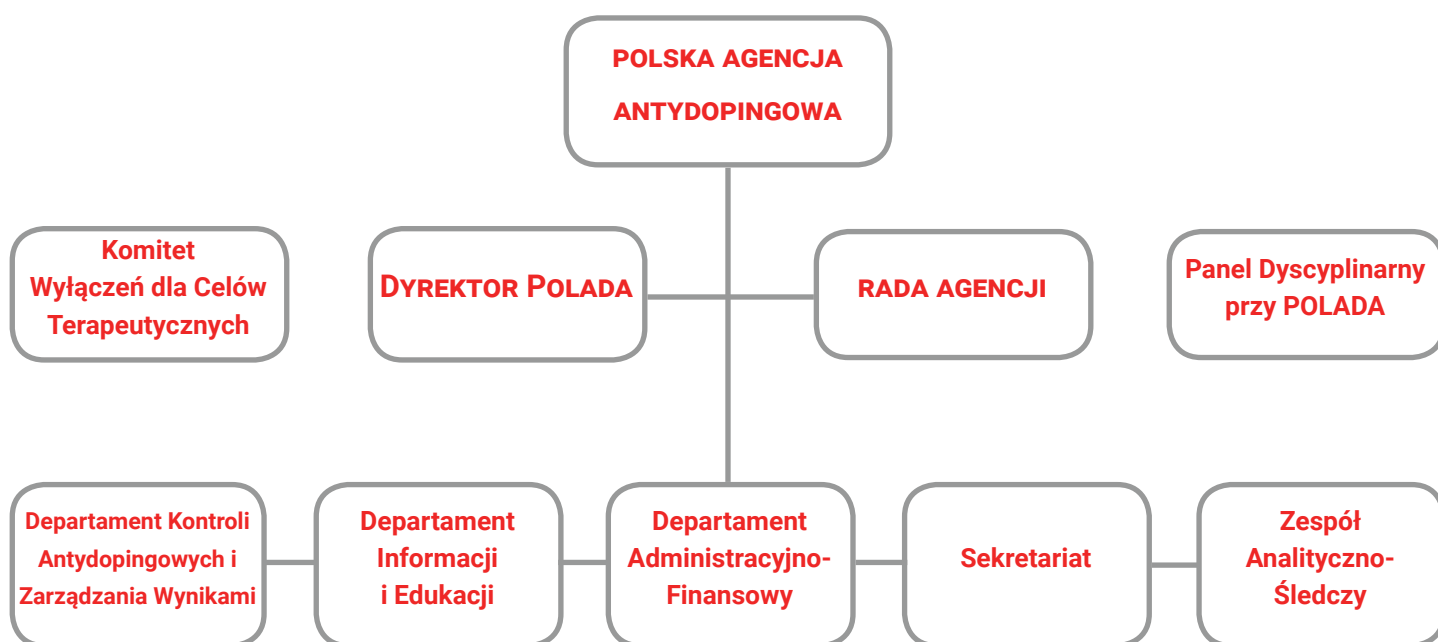 POLSKA AGENCJA
ANTYDOPINGOWA
Komitet
Wyłączeń dla Celów
Terapeutycznych
DYREKTOR POLADA
RADA AGENCJI
Panel Dyscyplinarny
przy POLADA
Departament Kontroli
Antydopingowych i
Zarządzania Wynikami
Departament
Informacji
i Edukacji
Departament
Administracyjno-
Finansowy
Sekretariat
Zespół
Analityczno-
Śledczy